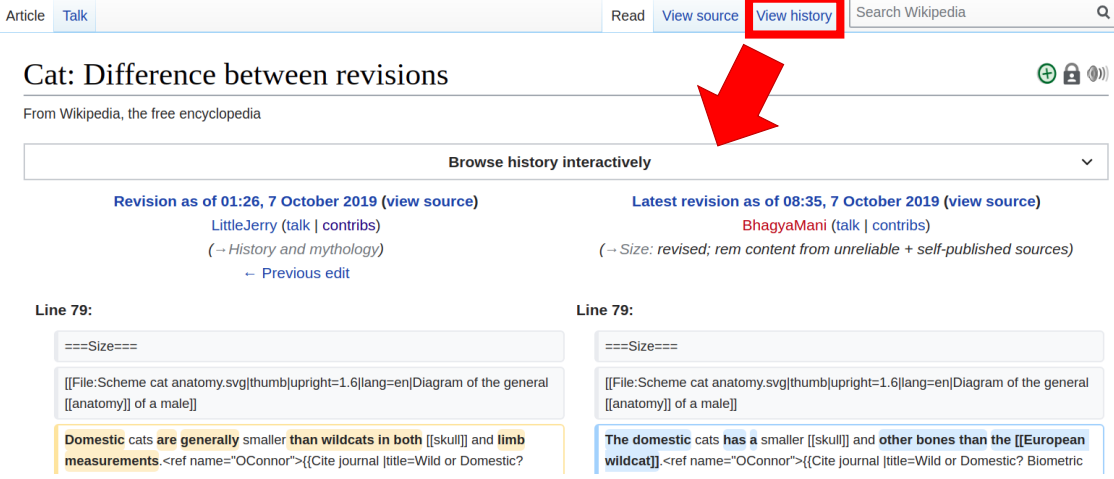 Article Talk Read View source View history Search Wikipedia
Cat: Difference between revisions
From Wikipedia, the free encyclopedia
Browse history interactively
Revision as of 01:26, 7 October 2019 (view source)
LittleJerry (talk | contribs)
(→History and mythology)
← Previous edit
Latest revision as of 08:35, 7 October 2019 (view source)
BhagyaMani (talk | contribs)
(→Size: revised; rem content from unreliable + self-published sources)
Line 79:
===Size===
[[File:Scheme cat anatomy.svg|thumb|upright=1.6|lang=en|Diagram of the general
[[anatomy]] of a male]]
Domestic cats are generally smaller than wildcats in both [[skull]] and limb
measurements.<ref name="OConnor">{{Cite journal |title=Wild or Domestic?
Line 79:
===Size===
[[File:Scheme cat anatomy.svg|thumb|upright=1.6|lang=en|Diagram of the general
[[anatomy]] of a male]]
The domestic cats has a smaller [[skull]] and other bones than the [[European
wildcat]].<ref name="OConnor">{{Cite journal |title=Wild or Domestic? Biometric